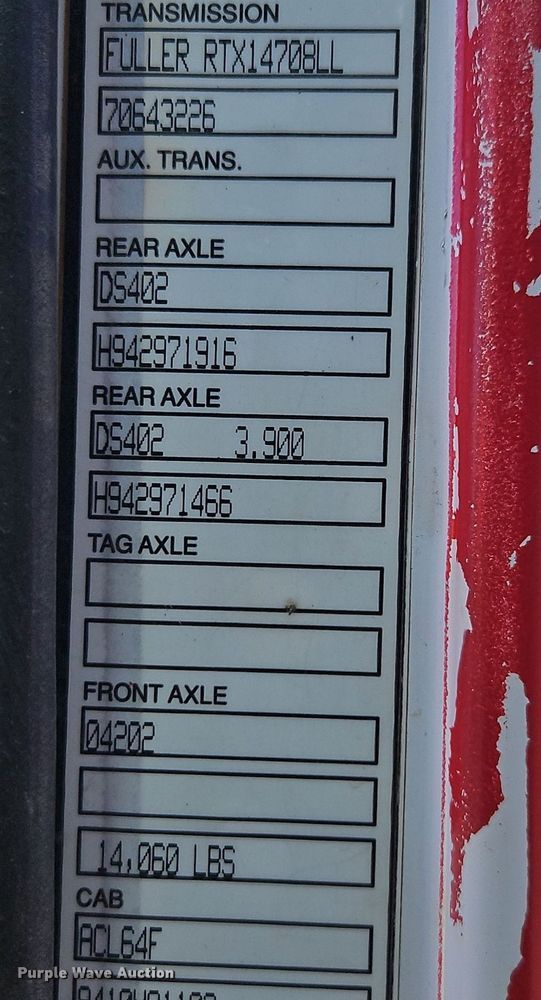 TRANSMISSION
FULLER RTX14708LL
70643226
AUX. TRANS.
REAR AXLE
DS402
H942971916
REAR AXLE
DS402 3.900
H942971466
TAG AXLE
FRONT AXLE
04202
14,060 LBS
CAB
ACL64F
Purple Wave Auction